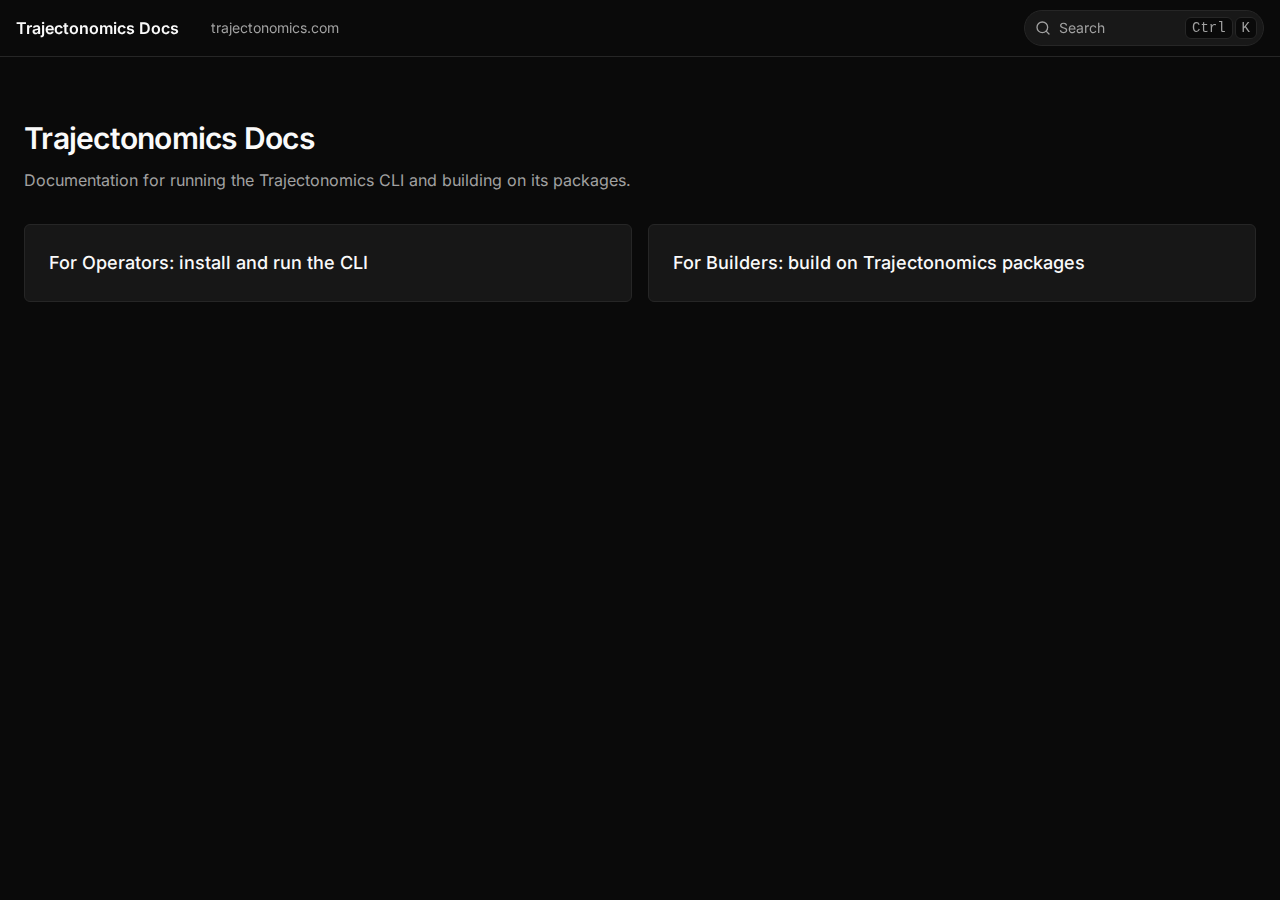 Trajectonomics Docs
trajectonomics.com
Search
Ctrl K
Trajectonomics Docs
Documentation for running the Trajectonomics CLI and building on its packages.
For Operators: install and run the CLI
For Builders: build on Trajectonomics packages